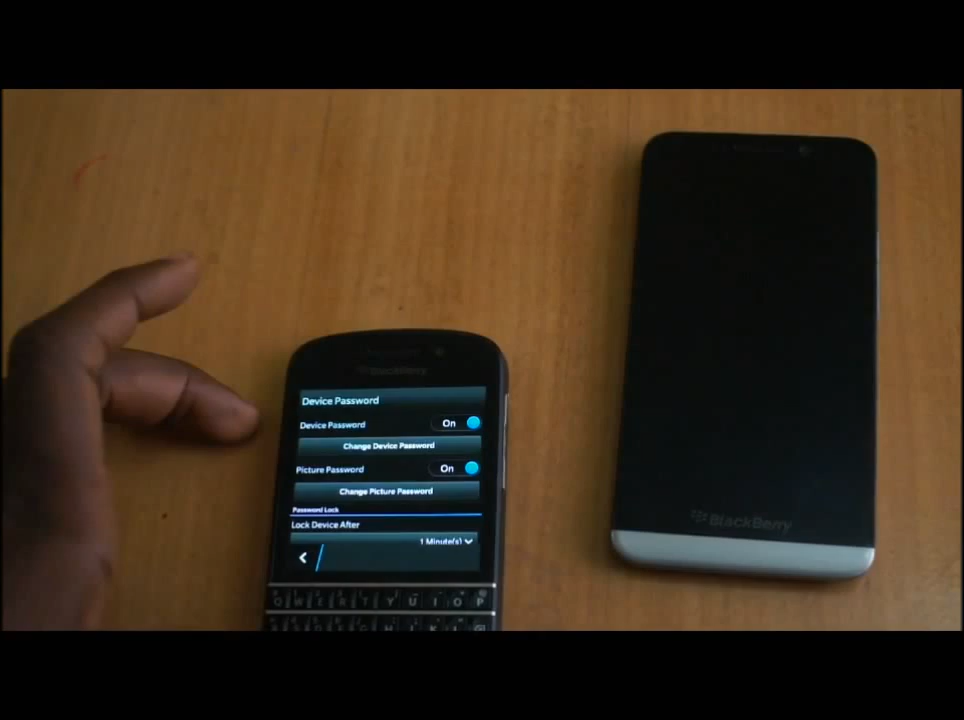 BlackBerry
Device Password
Device Password On
Change Device Password
Picture Password On
Change Picture Password
Password Lock
Lock Device After
1 Minute(s)
Q W E R T Y U I O P
BlackBerry